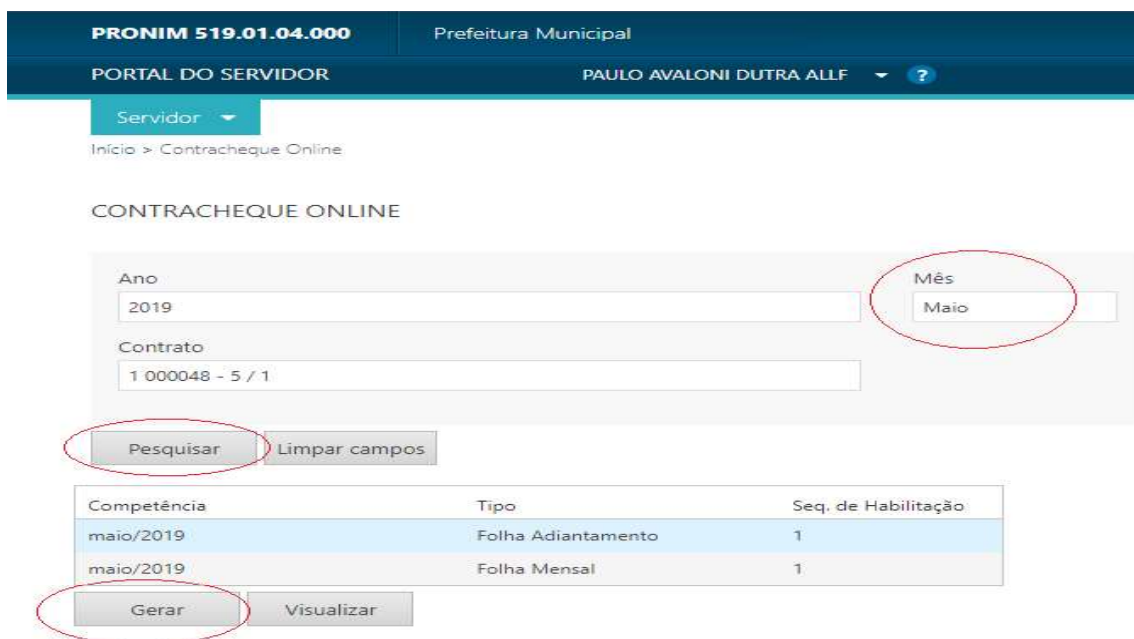 PRONIM 519.01.04.000 Prefeitura Municipal
PORTAL DO SERVIDOR PAULO AVALONI DUTRA ALLF ?
Servidor
Início > Contracheque Online
CONTRACHEQUE ONLINE
Ano Mês
2019 Maio
Contrato
1 000048 - 5 / 1
Pesquisar Limpar campos
Competência Tipo Seq. de Habilitação
maio/2019 Folha Adiantamento 1
maio/2019 Folha Mensal 1
Gerar Visualizar